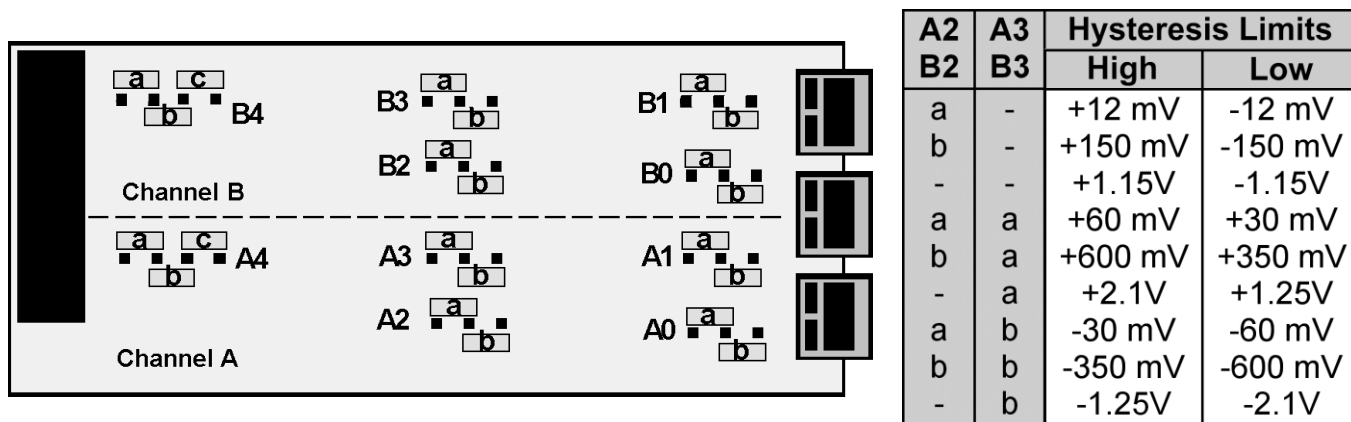 a c
b B4
B3 a
b
B2 a
b
B1 a
b
B0 a
b
Channel B
a c
b A4
A3 a
b
A2 a
b
A1 a
b
A0 a
b
Channel A
A2 A3 Hysteresis Limits
B2 B3 High Low
a - +12 mV -12 mV
b - +150 mV -150 mV
- - +1.15V -1.15V
a a +60 mV +30 mV
b a +600 mV +350 mV
- a +2.1V +1.25V
a b -30 mV -60 mV
b b -350 mV -600 mV
- b -1.25V -2.1V